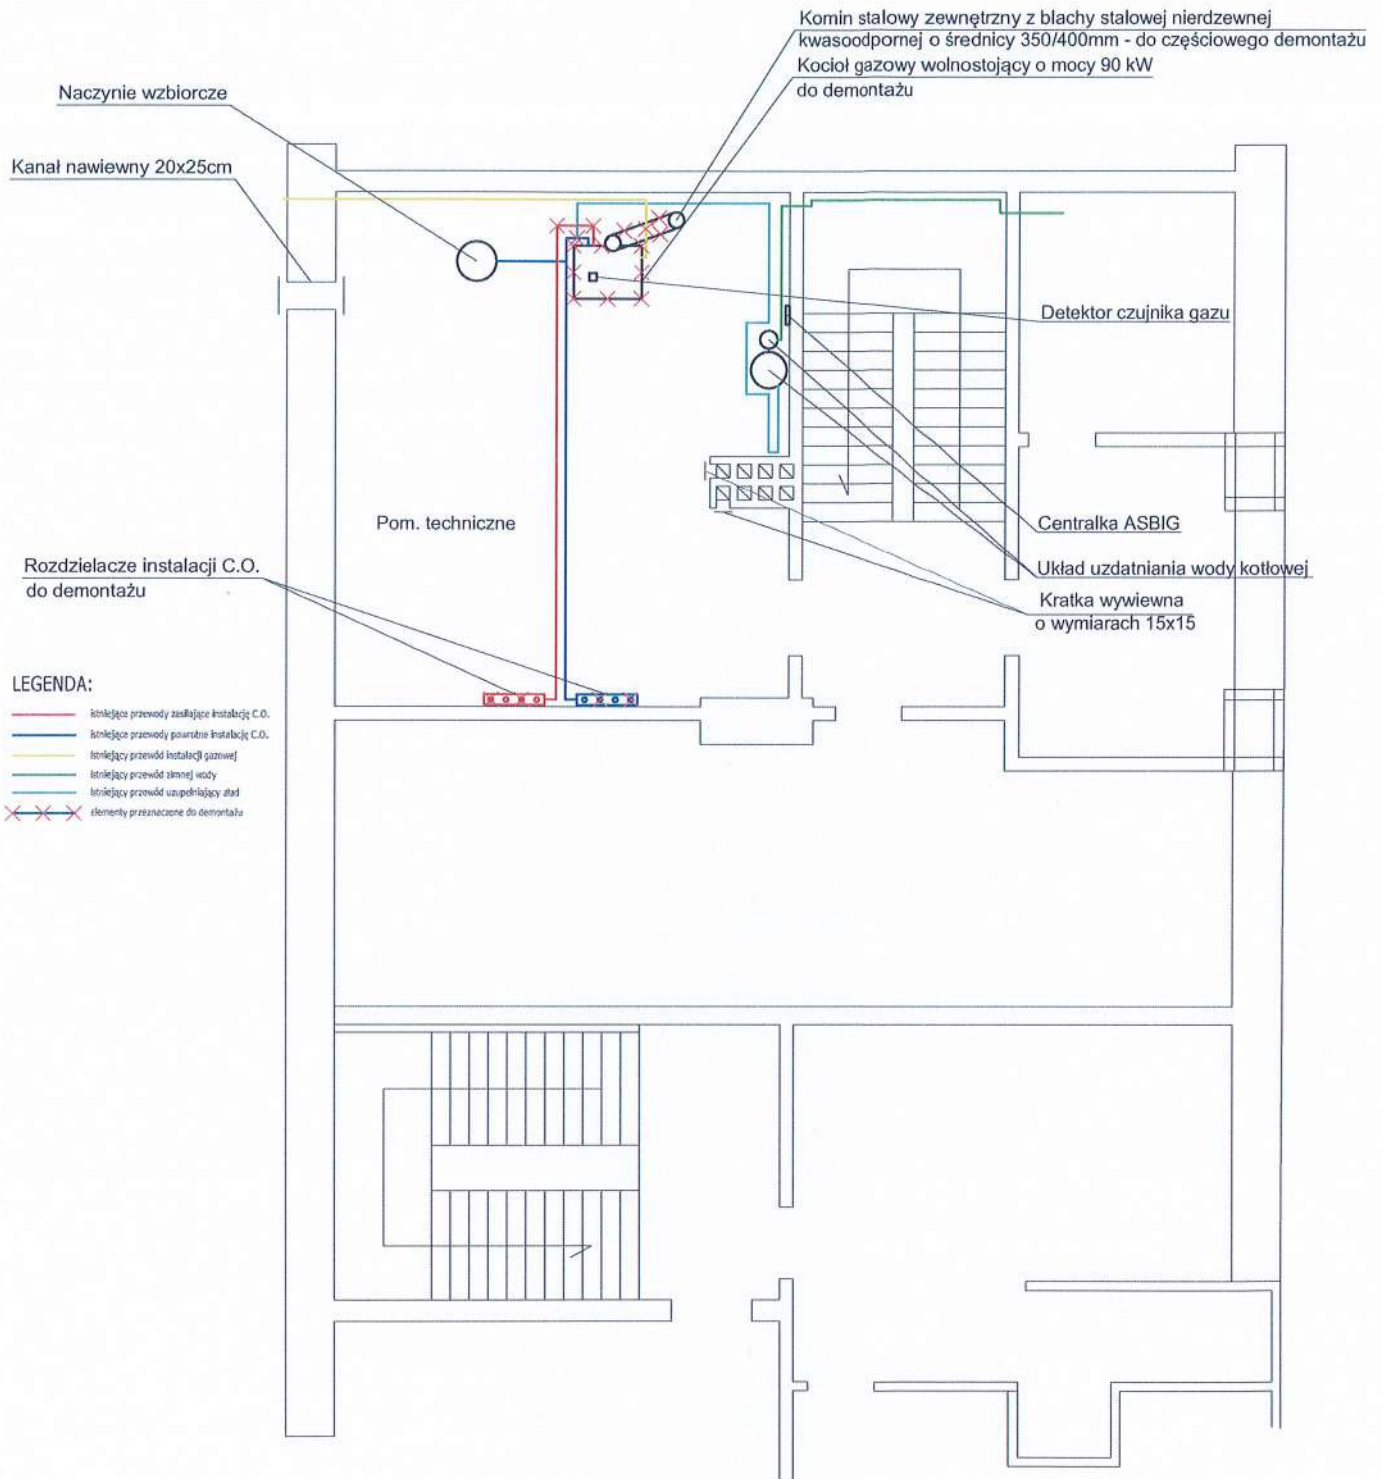 Komin stalowy zewnętrzny z blachy stalowej nierdzewnej
kwasoodpornej o średnicy 350/400mm - do częściowego demontażu
Kocioł gazowy wolnostojący o mocy 90 kW
do demontażu
Naczynie wzbiorcze
Kanał nawiewny 20x25cm
Detektor czujnika gazu
Pom. techniczne
Centralka ASBIG
Układ uzdatniania wody kotłowej
Kratka wywiewna
o wymiarach 15x15
Rozdzielacze instalacji C.O.
do demontażu
LEGENDA:
istniejące przewody zasilające instalację C.O.
istniejące przewody powrotne instalację C.O.
istniejący przewód instalacji gazowej
istniejący przewód zimnej wody
istniejący przewód uzupełniający zład
elementy przeznaczone do demontażu